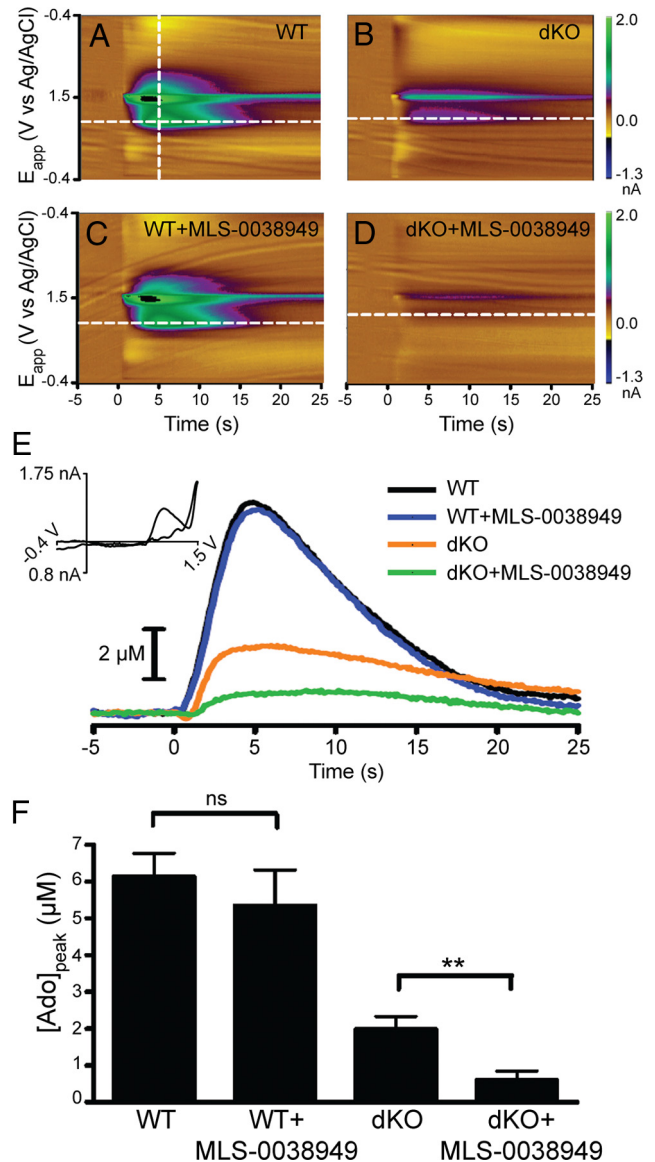 A
WT
B
dKO
-0.4
1.5
-0.4
E_app (V vs Ag/AgCl)
2.0
0.0
-1.3
nA
C
WT+MLS-0038949
D
dKO+MLS-0038949
-0.4
1.5
-0.4
E_app (V vs Ag/AgCl)
2.0
0.0
-1.3
nA
-5 0 5 10 15 20 25
-5 0 5 10 15 20 25
Time (s)
Time (s)
E
1.75 nA
-0.4 V
1.5 V
0.8 nA
WT
WT+MLS-0038949
dKO
dKO+MLS-0038949
2 µM
-5 0 5 10 15 20 25
Time (s)
F
ns
**
7
6
5
4
3
2
1
0
[Ado]peak (µM)
WT
WT+
MLS-0038949
dKO
dKO+
MLS-0038949